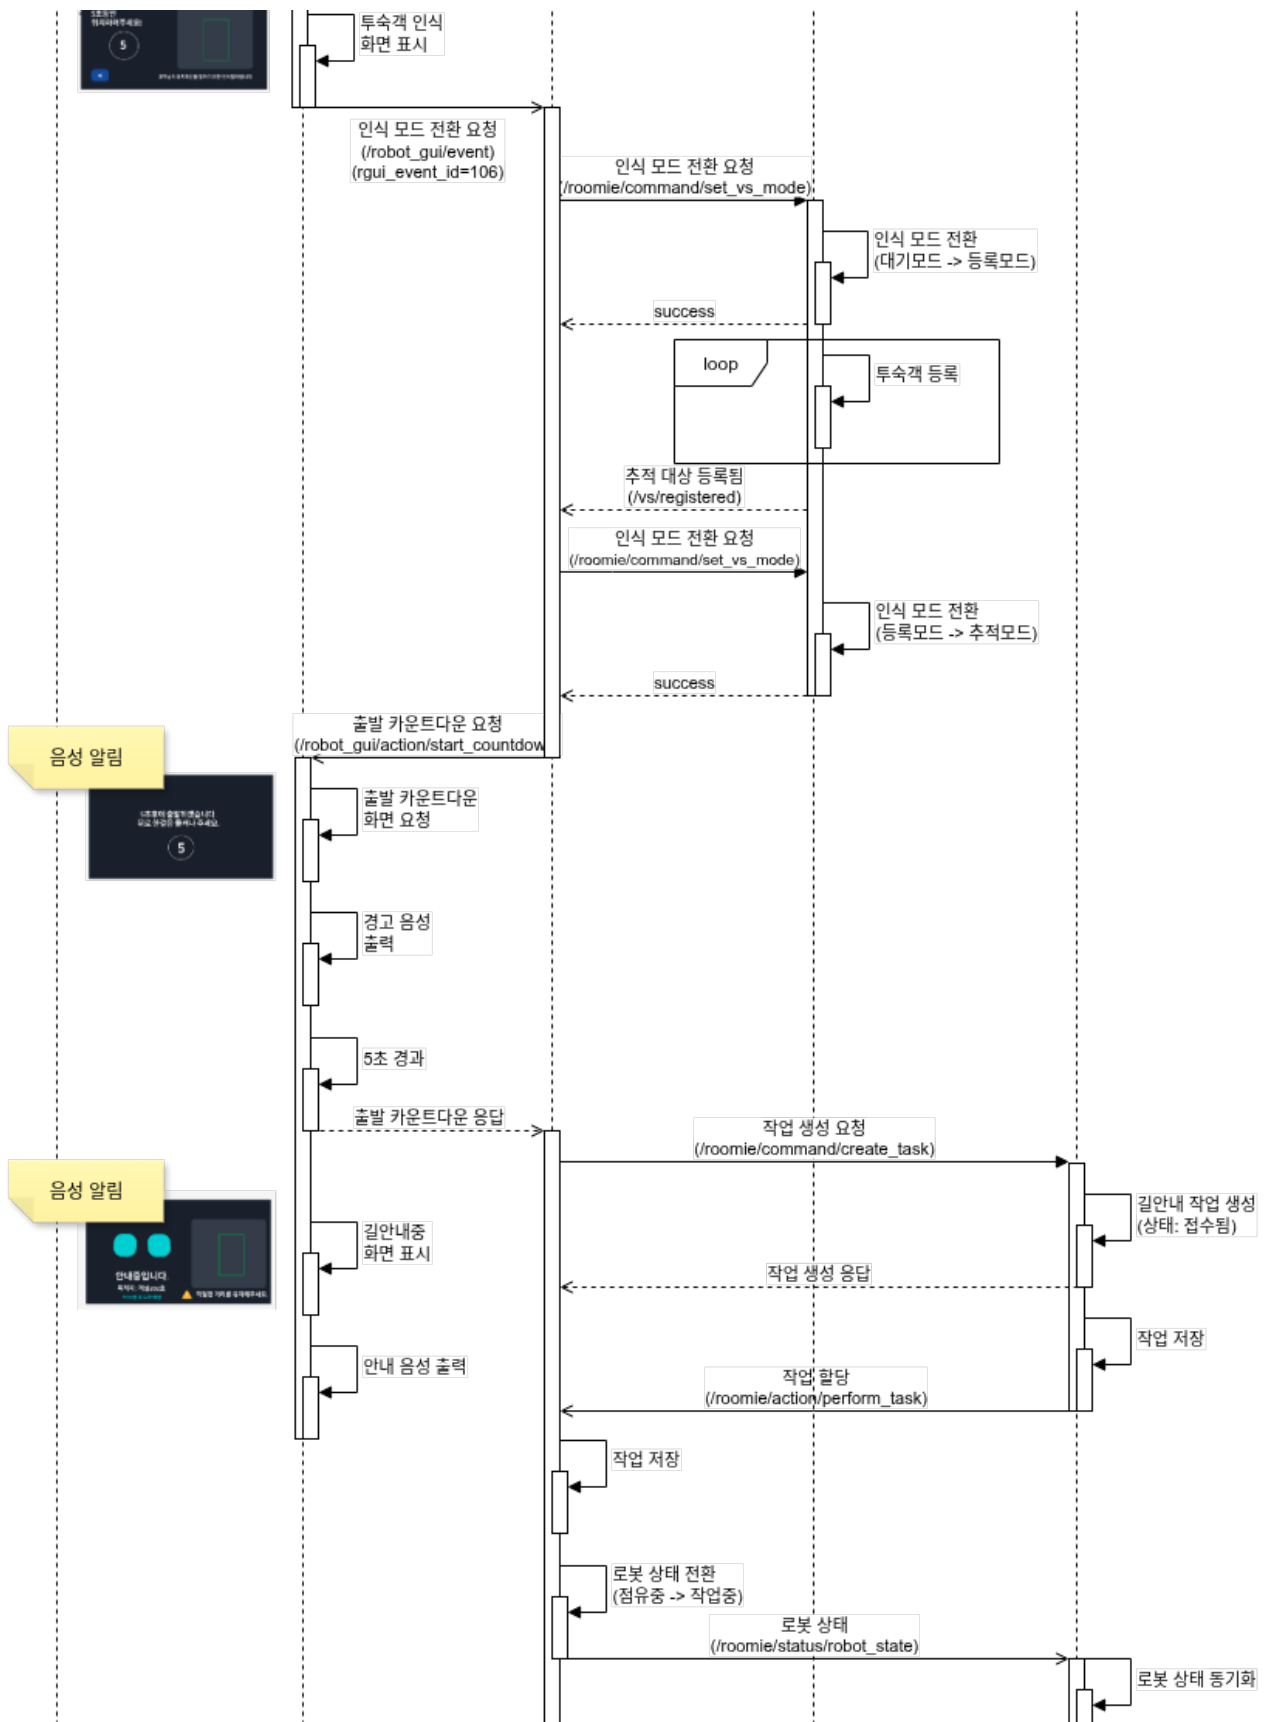 5
투숙객 인식
화면 표시
인식 모드 전환 요청
(/robot_gui/event)
(rgui_event_id=106)
인식 모드 전환 요청
(/roomie/command/set_vs_mode)
인식 모드 전환
(대기모드 -> 등록모드)
success
loop
투숙객 등록
추적 대상 등록됨
(/vs/registered)
인식 모드 전환 요청
(/roomie/command/set_vs_mode)
인식 모드 전환
(등록모드 -> 추적모드)
success
출발 카운트다운 요청
(/robot_gui/action/start_countdow
음성 알림
5
출발 카운트다운
화면 요청
경고 음성
출력
5초 경과
출발 카운트다운 응답
작업 생성 요청
(/roomie/command/create_task)
음성 알림
안내중입니다.
길안내중
화면 표시
길안내 작업 생성
(상태: 접수됨)
작업 생성 응답
작업 저장
안내 음성 출력
작업 할당
(/roomie/action/perform_task)
작업 저장
로봇 상태 전환
(점유중 -> 작업중)
로봇 상태
(/roomie/status/robot_state)
로봇 상태 동기화